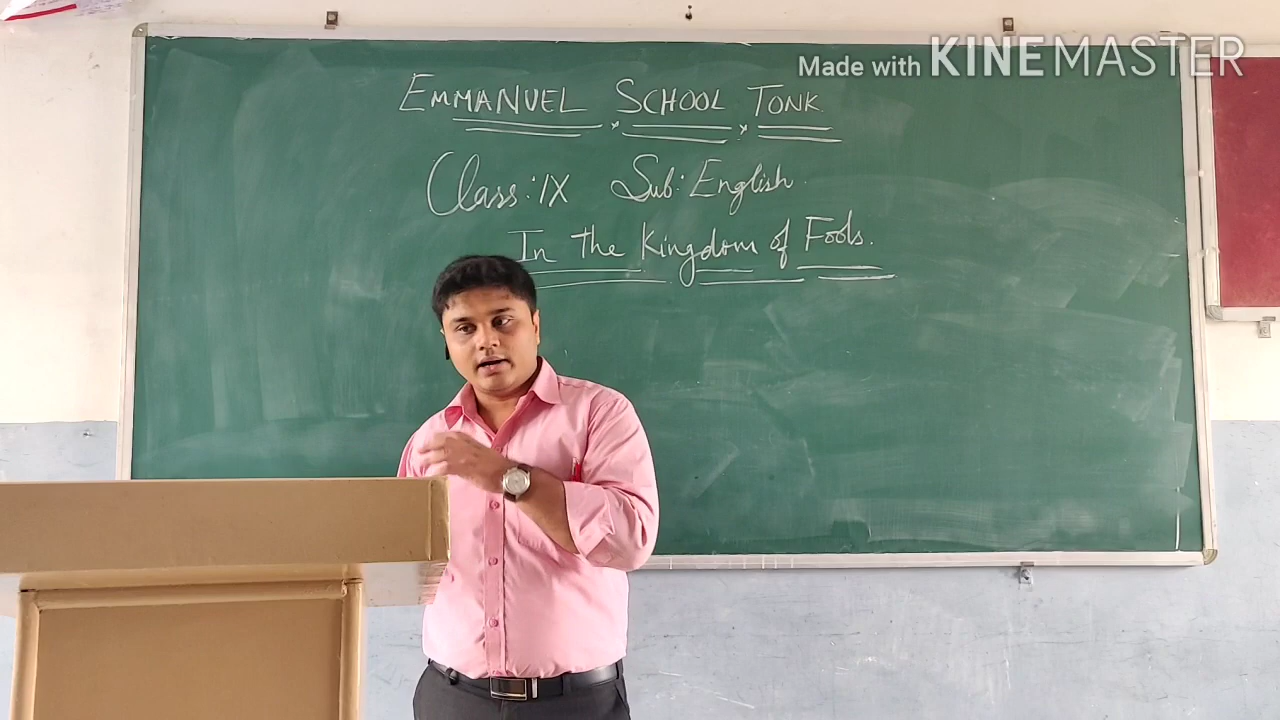 Made with KINEMASTER
EMMANUEL SCHOOL TONK.
Class: IX Sub: English.
In the Kingdom of Fools.